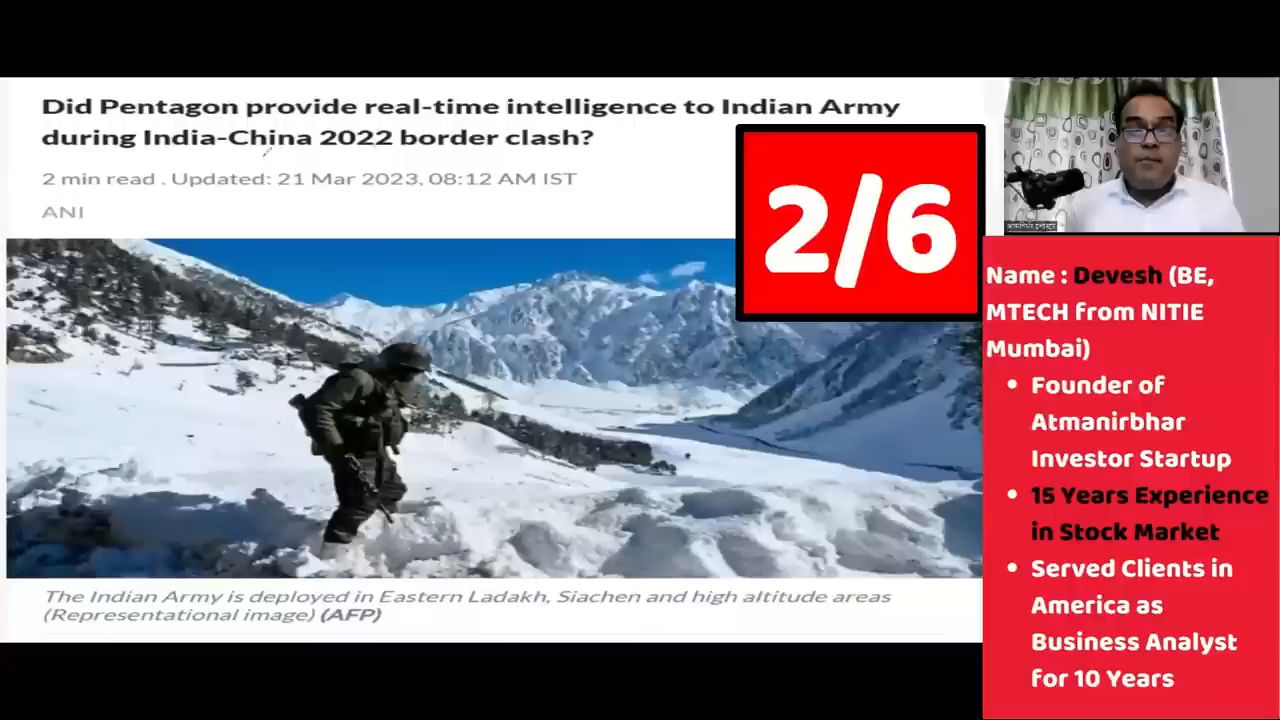 Did Pentagon provide real-time intelligence to Indian Army
during India-China 2022 border clash?
2 min read . Updated: 21 Mar 2023, 08:12 AM IST
ANI
2/6
The Indian Army is deployed in Eastern Ladakh, Siachen and high altitude areas
(Representational image) (AFP)
Name : Devesh (BE,
MTECH from NITIE
Mumbai)
• Founder of
Atmanirbhar
Investor Startup
• 15 Years Experience
in Stock Market
• Served Clients in
America as
Business Analyst
for 10 Years